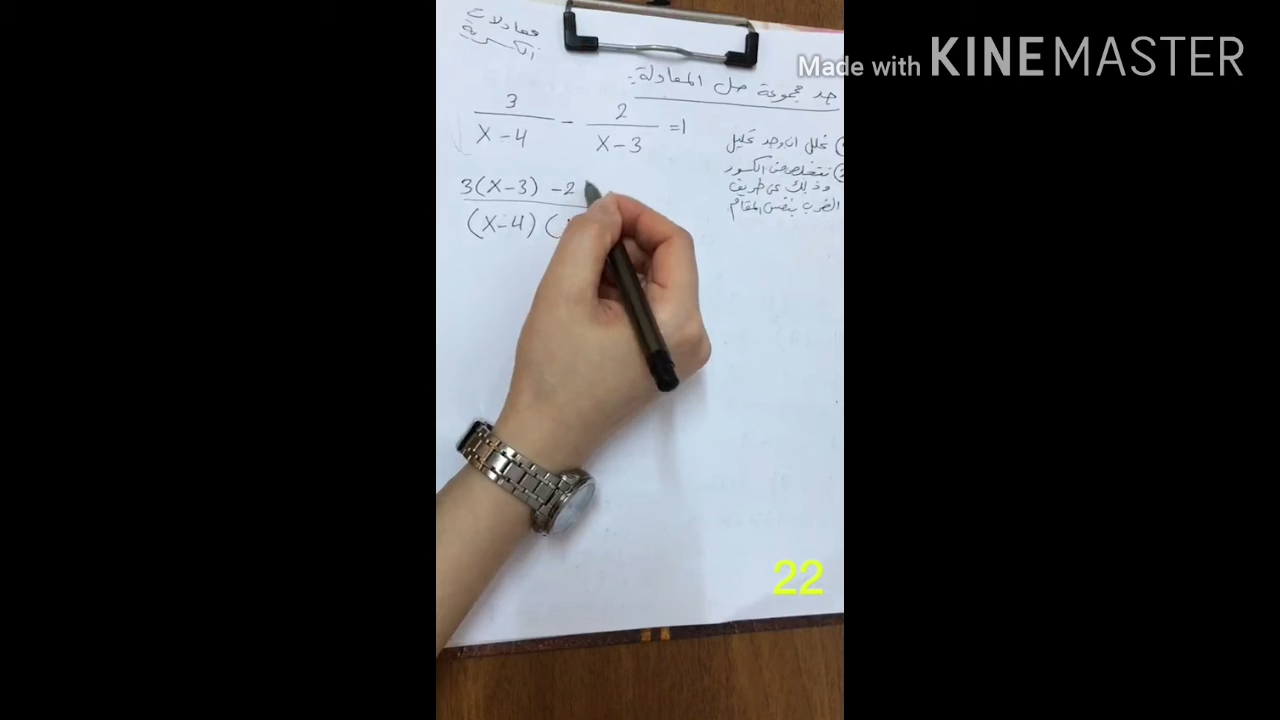 Made with KINEMASTER
معادلات
الكسرية
جد مجموعة حل المعادلة:
3/(X-4) - 2/(X-3) =1
نحلل ان وجد تحليل
نتخلص من الكسور
وذلك عن طريق
الضرب بنفس المقام
3(X-3) -2
(X-4) (
22